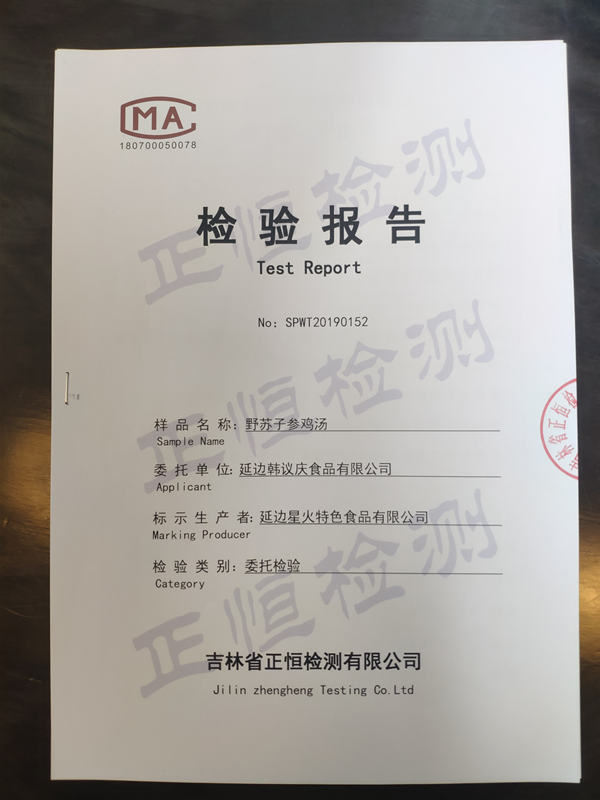 CMA
180700050078
检验报告
Test Report
No: SPWT20190152
样品名称: 野苏子参鸡汤
Sample Name
委托单位: 延边韩议庆食品有限公司
Applicant
标示生产者: 延边星火特色食品有限公司
Marking Producer
检验类别: 委托检验
Category
吉林省正恒检测有限公司
Jilin zhengheng Testing Co.Ltd
正恒检测
正恒检测
正恒检测
林省正恒检